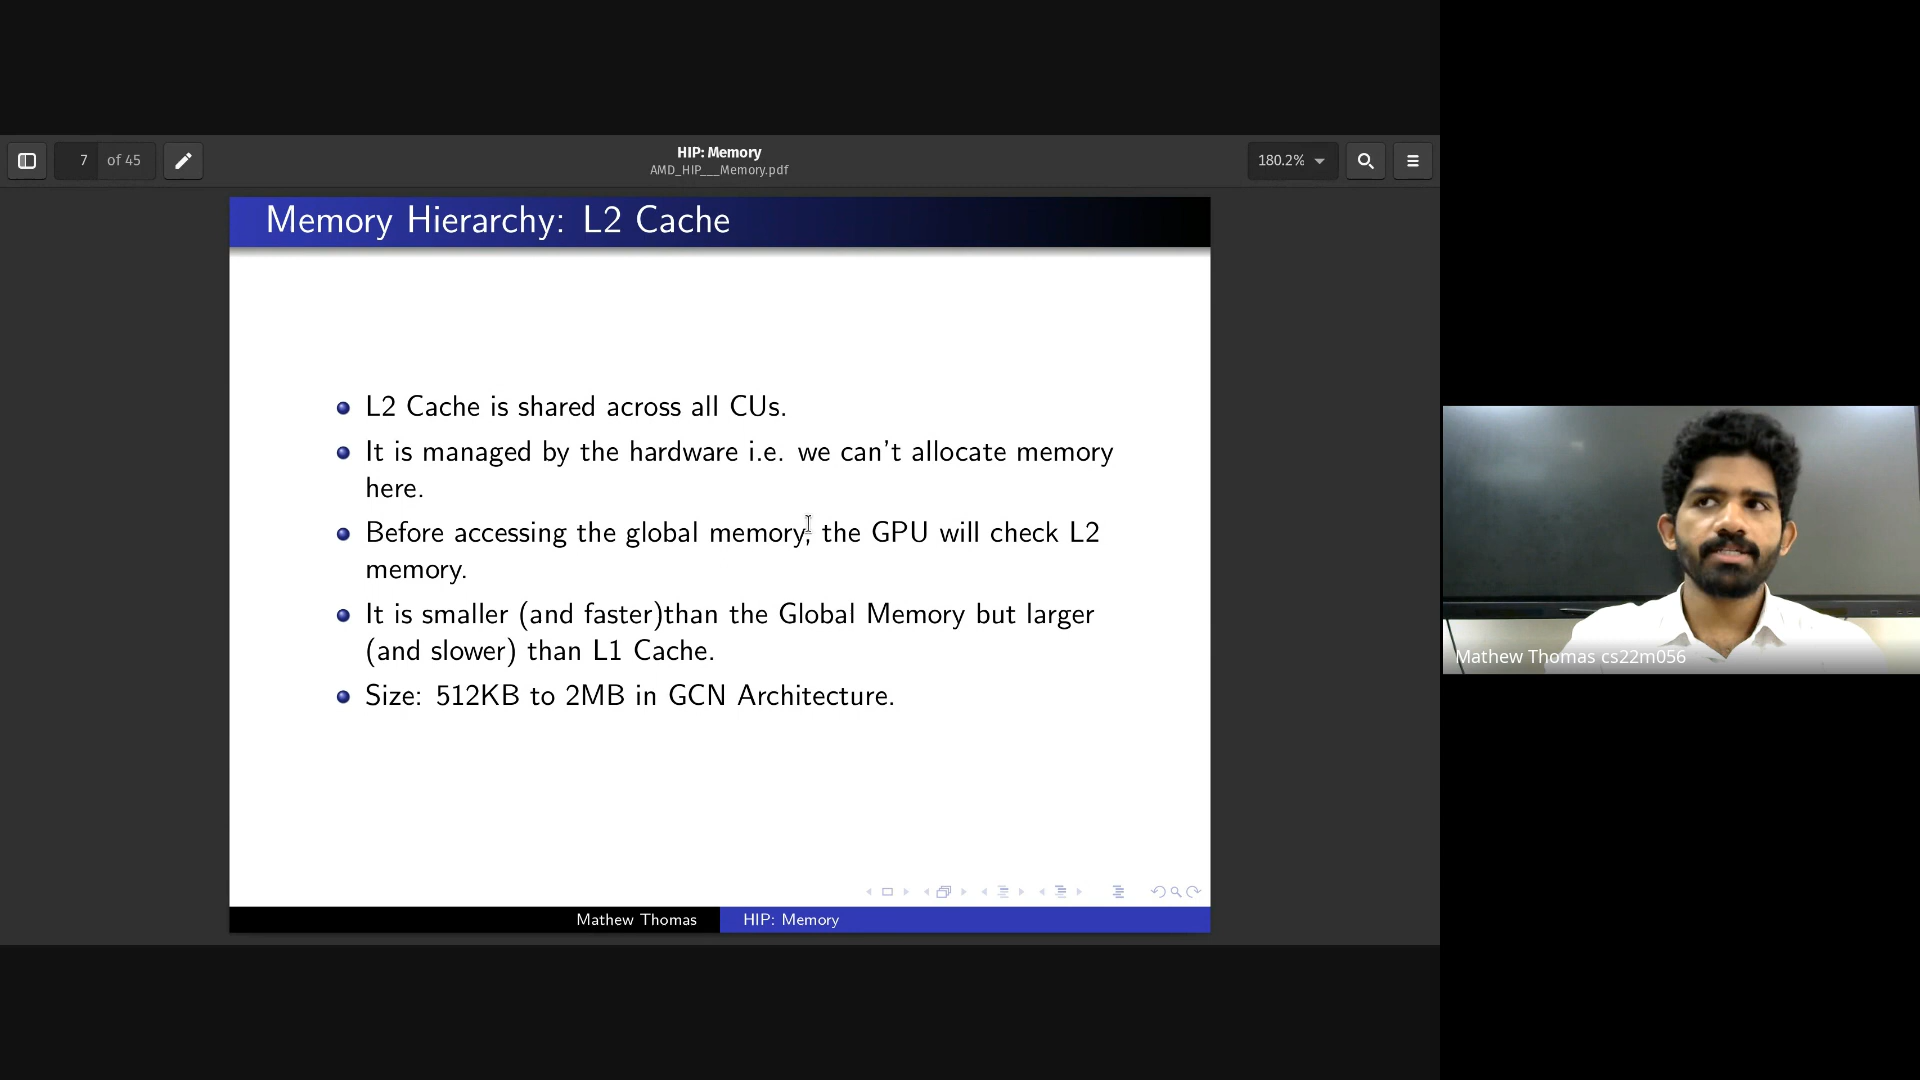 7 of 45
HIP: Memory
AMD_HIP___Memory.pdf
180.2%
Memory Hierarchy: L2 Cache
L2 Cache is shared across all CUs.
It is managed by the hardware i.e. we can't allocate memory
here.
Before accessing the global memory, the GPU will check L2
memory.
It is smaller (and faster)than the Global Memory but larger
(and slower) than L1 Cache.
Size: 512KB to 2MB in GCN Architecture.
Mathew Thomas HIP: Memory
Mathew Thomas cs22m056